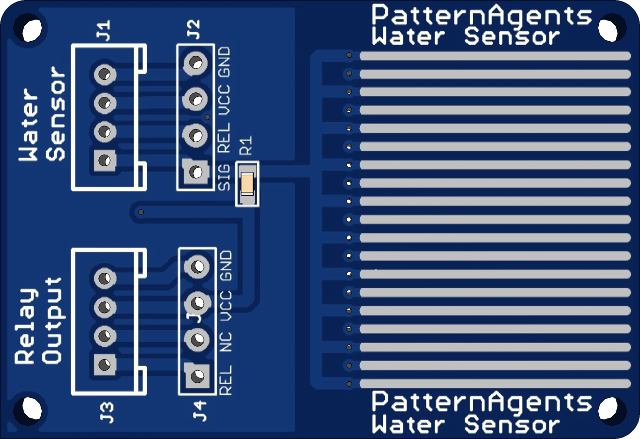 PatternAgents
Water Sensor
J1
J2
Water
Sensor
GND
VCC
REL
SIG
R1
Relay
Output
GND
VCC
NC
REL
J3
J4
PatternAgents
Water Sensor